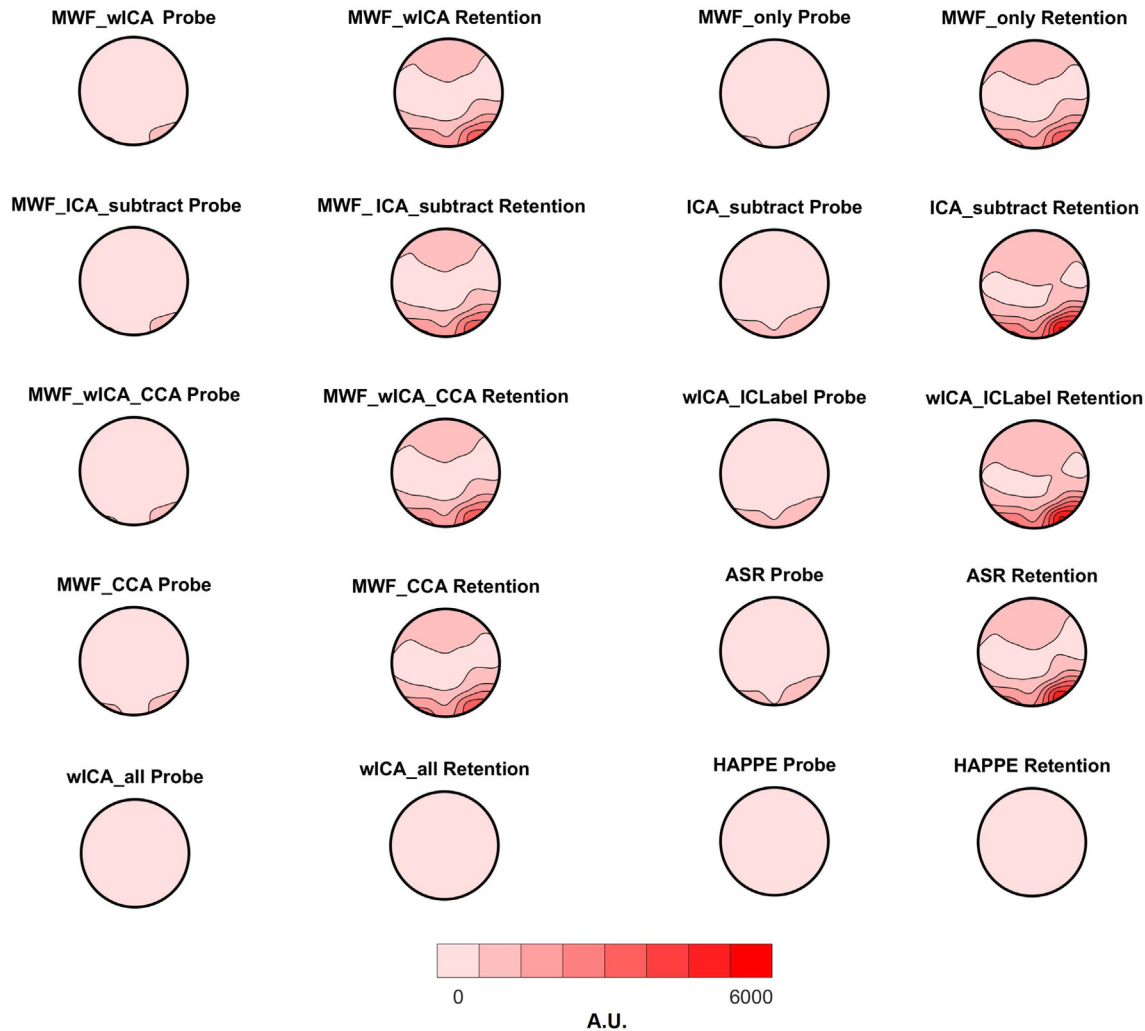 MWF_wICA Probe
MWF_wICA Retention
MWF_only Probe
MWF_only Retention
MWF_ICA_subtract Probe
MWF_ICA_subtract Retention
ICA_subtract Probe
ICA_subtract Retention
MWF_wICA_CCA Probe
MWF_wICA_CCA Retention
wICA_ICLabel Probe
wICA_ICLabel Retention
MWF_CCA Probe
MWF_CCA Retention
ASR Probe
ASR Retention
wICA_all Probe
wICA_all Retention
HAPPE Probe
HAPPE Retention
0
6000
A.U.